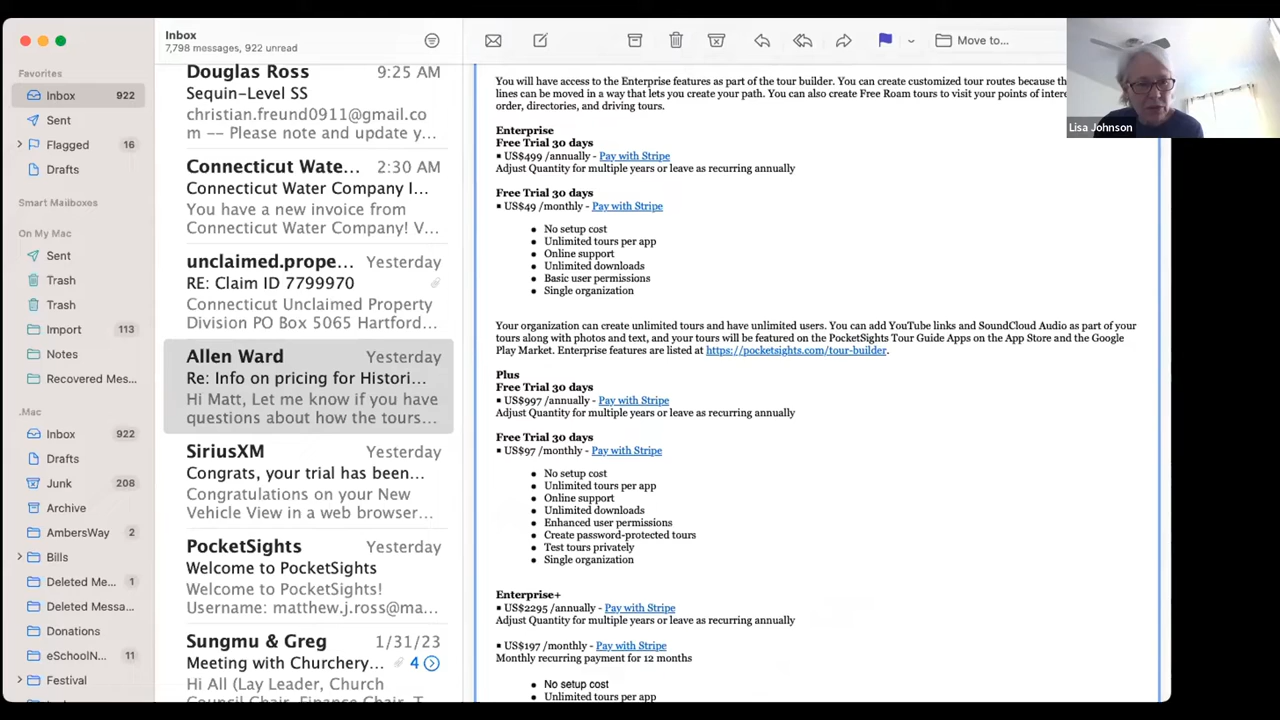 Favorites
Inbox 922
Sent
Flagged 16
Drafts
Smart Mailboxes
On My Mac
Sent
Trash
Trash
Import 113
Notes
Recovered Mes...
.Mac
Inbox 922
Drafts
Junk 208
Archive
AmbersWay 2
Bills
Deleted Me... 1
Deleted Messa...
Donations
eSchoolN... 11
Festival
Inbox
7,798 messages, 922 unread
Douglas Ross 9:25 AM
Sequin-Level SS
christian.freund0911@gmail.co
m -- Please note and update y...
Connecticut Wate... 2:30 AM
Connecticut Water Company I...
You have a new invoice from
Connecticut Water Company! V...
unclaimed.prope... Yesterday
RE: Claim ID 7799970
Connecticut Unclaimed Property
Division PO Box 5065 Hartford...
Allen Ward Yesterday
Re: Info on pricing for Histori...
Hi Matt, Let me know if you have
questions about how the tours...
SiriusXM Yesterday
Congrats, your trial has been...
Congratulations on your New
Vehicle View in a web browser...
PocketSights Yesterday
Welcome to PocketSights
Welcome to PocketSights!
Username: matthew.j.ross@ma...
Sungmu & Greg 1/31/23
Meeting with Churchery... 4
Hi All (Lay Leader, Church
Move to...
Lisa Johnson
You will have access to the Enterprise features as part of the tour builder. You can create customized tour routes because th
lines can be moved in a way that lets you create your path. You can also create Free Roam tours to visit your points of intere
order, directories, and driving tours.
Enterprise
Free Trial 30 days
▪ US$499 /annually - Pay with Stripe
Adjust Quantity for multiple years or leave as recurring annually
Free Trial 30 days
▪ US$49 /monthly - Pay with Stripe
• No setup cost
• Unlimited tours per app
• Online support
• Unlimited downloads
• Basic user permissions
• Single organization
Your organization can create unlimited tours and have unlimited users. You can add YouTube links and SoundCloud Audio as part of your
tours along with photos and text, and your tours will be featured on the PocketSights Tour Guide Apps on the App Store and the Google
Play Market. Enterprise features are listed at https://pocketsights.com/tour-builder.
Plus
Free Trial 30 days
▪ US$997 /annually - Pay with Stripe
Adjust Quantity for multiple years or leave as recurring annually
Free Trial 30 days
▪ US$97 /monthly - Pay with Stripe
• No setup cost
• Unlimited tours per app
• Online support
• Unlimited downloads
• Enhanced user permissions
• Create password-protected tours
• Test tours privately
• Single organization
Enterprise+
▪ US$2295 /annually - Pay with Stripe
Adjust Quantity for multiple years or leave as recurring annually
▪ US$197 /monthly - Pay with Stripe
Monthly recurring payment for 12 months
• No setup cost
• Unlimited tours per app